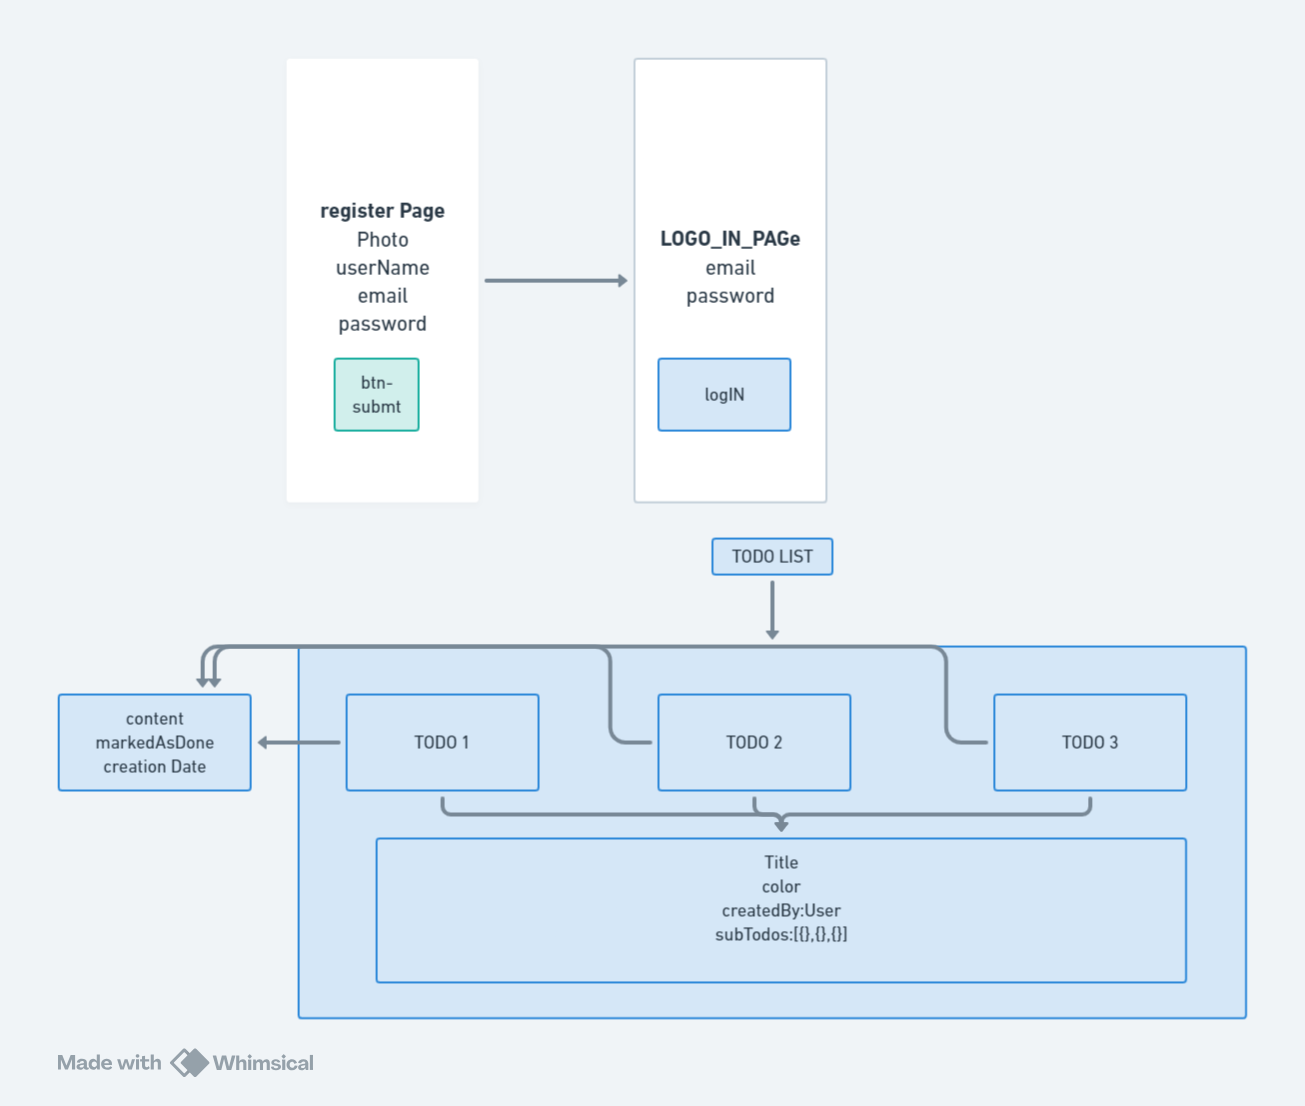 register Page
Photo
userName
email
password
btn-
submt
LOGO_IN_PAGe
email
password
logIN
TODO LIST
content
markedAsDone
creation Date
TODO 1
TODO 2
TODO 3
Title
color
createdBy:User
subTodos:[{},{},{}]
Made with Whimsical